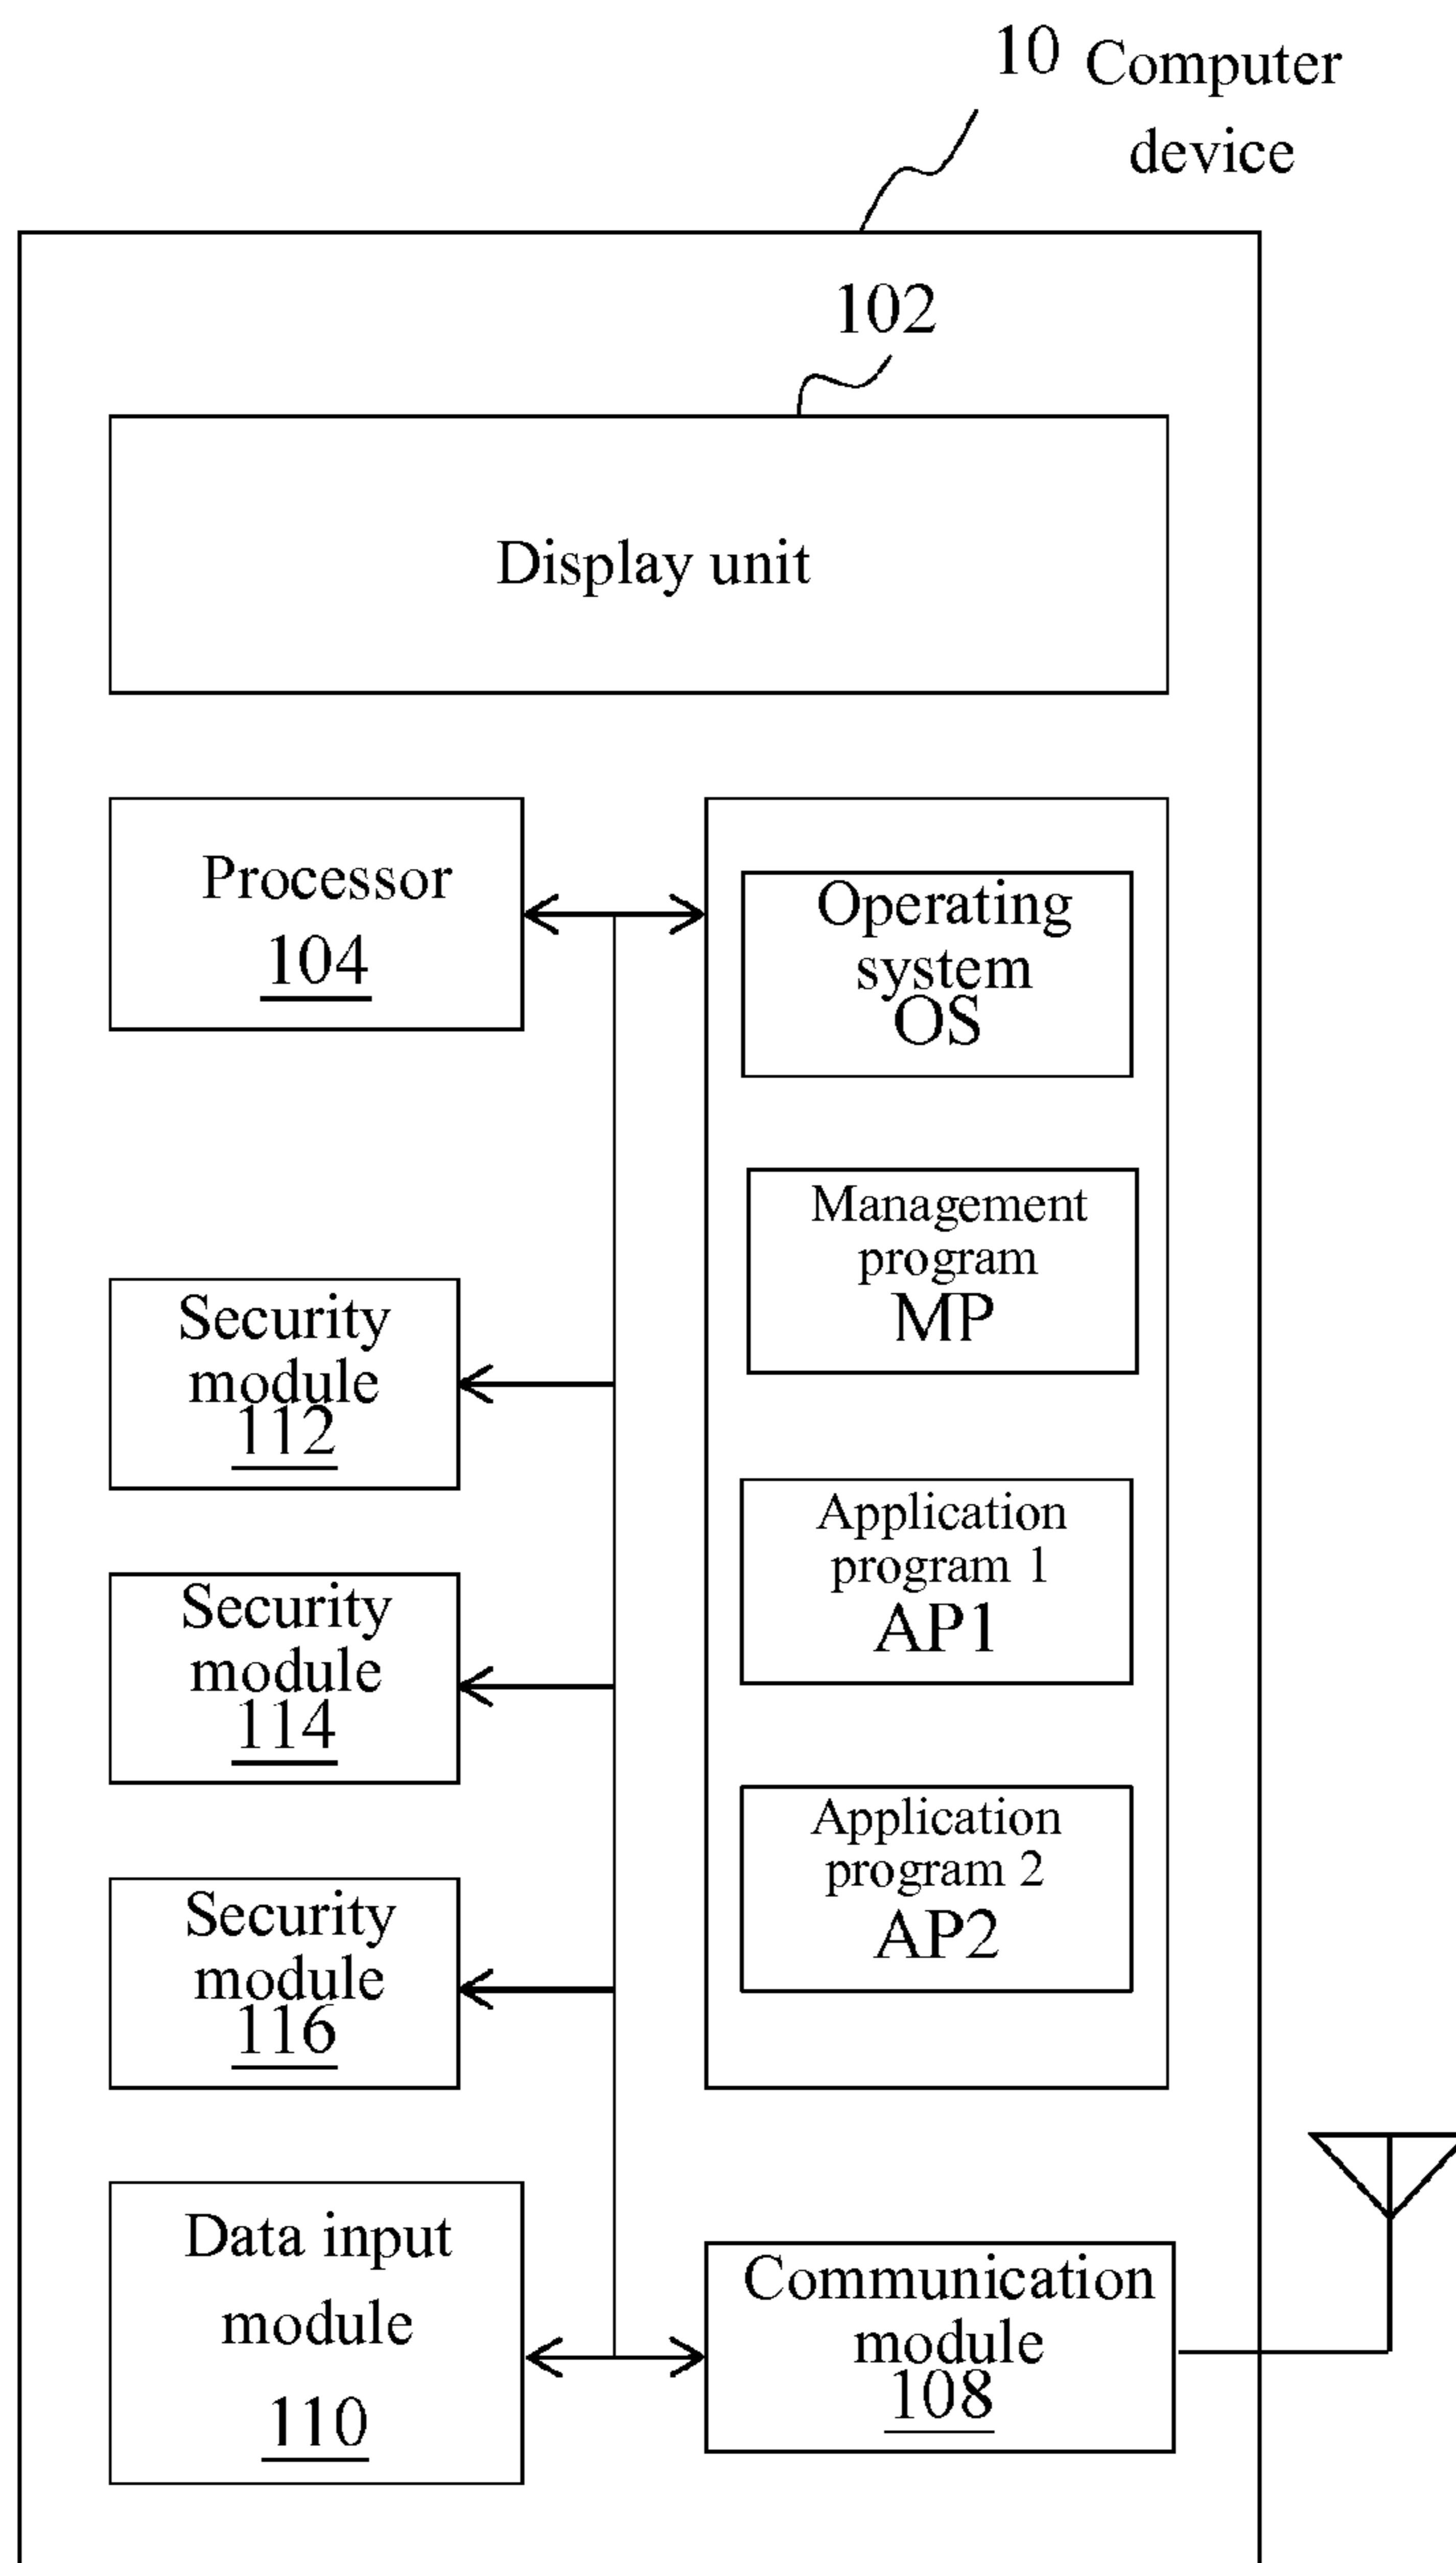 10 Computer
device
102
Display unit
Processor
104
Operating
system
OS
Management
program
MP
Security
module
112
Application
program 1
AP1
Security
module
114
Application
program 2
AP2
Security
module
116
Data input
module
110
Communication
module
108